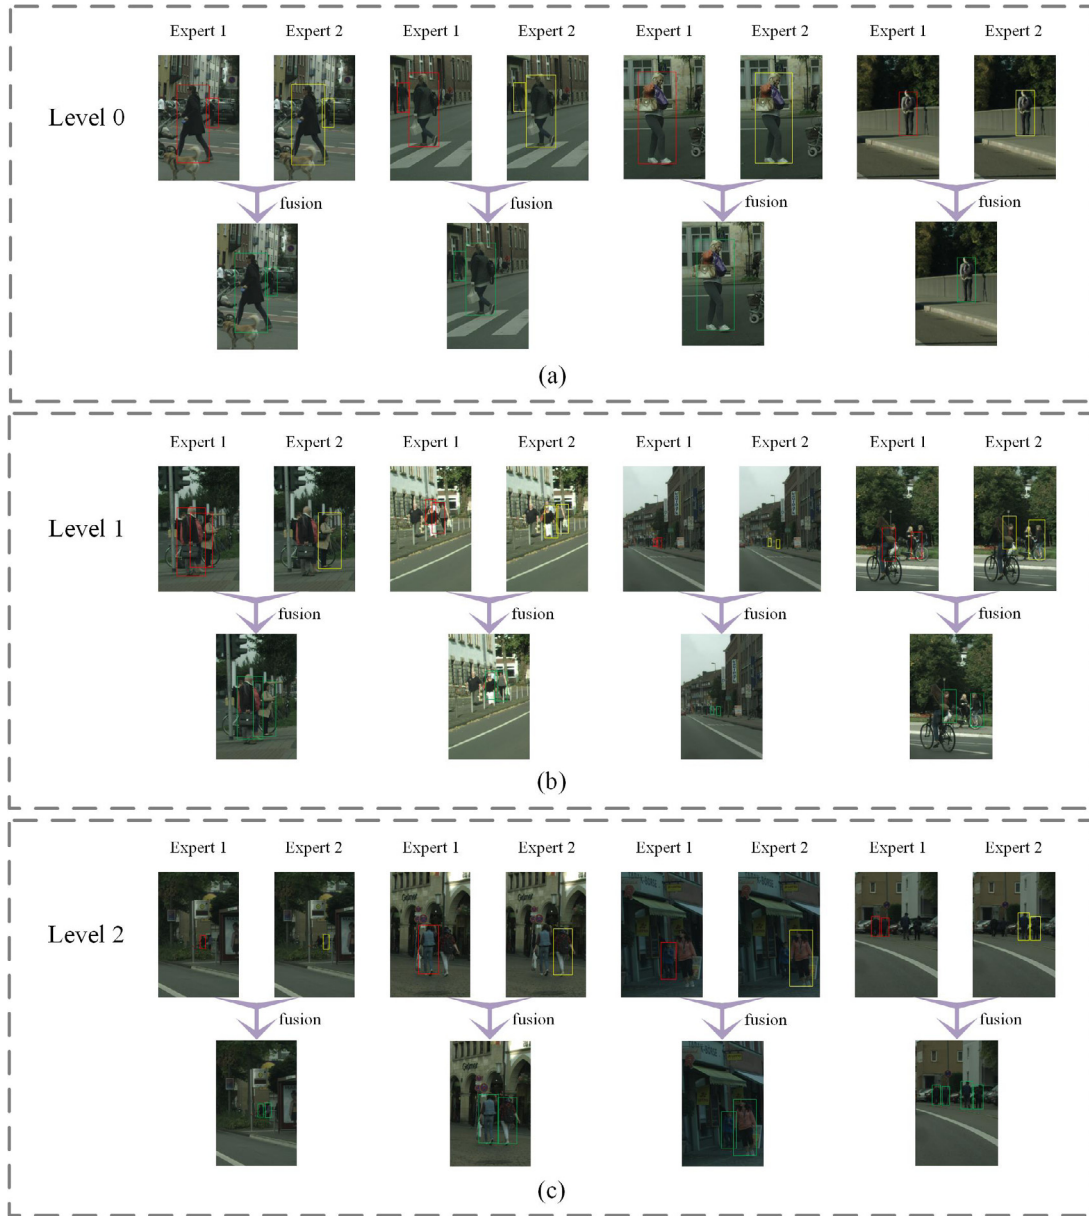 Expert 1 Expert 2 Expert 1 Expert 2 Expert 1 Expert 2 Expert 1 Expert 2
Level 0
fusion fusion fusion fusion
(a)
Expert 1 Expert 2 Expert 1 Expert 2 Expert 1 Expert 2 Expert 1 Expert 2
Level 1
fusion fusion fusion fusion
(b)
Expert 1 Expert 2 Expert 1 Expert 2 Expert 1 Expert 2 Expert 1 Expert 2
Level 2
fusion fusion fusion fusion
(c)